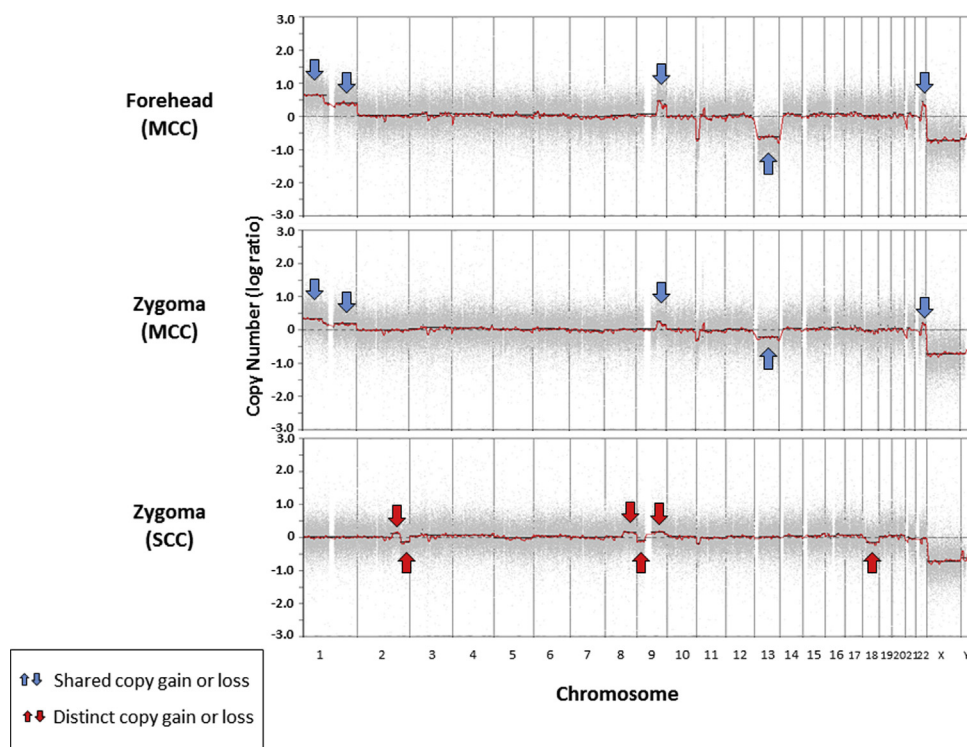 Forehead
(MCC)
3.0
2.0
1.0
0
-1.0
-2.0
-3.0
Zygoma
(MCC)
3.0
2.0
1.0
0
-1.0
-2.0
-3.0
Zygoma
(SCC)
3.0
2.0
1.0
0
-1.0
-2.0
-3.0
Copy Number (log ratio)
1 2 3 4 5 6 7 8 9 10 11 12 13 14 15 16 17 18 19 20 21 22 X Y
Chromosome
Shared copy gain or loss
Distinct copy gain or loss